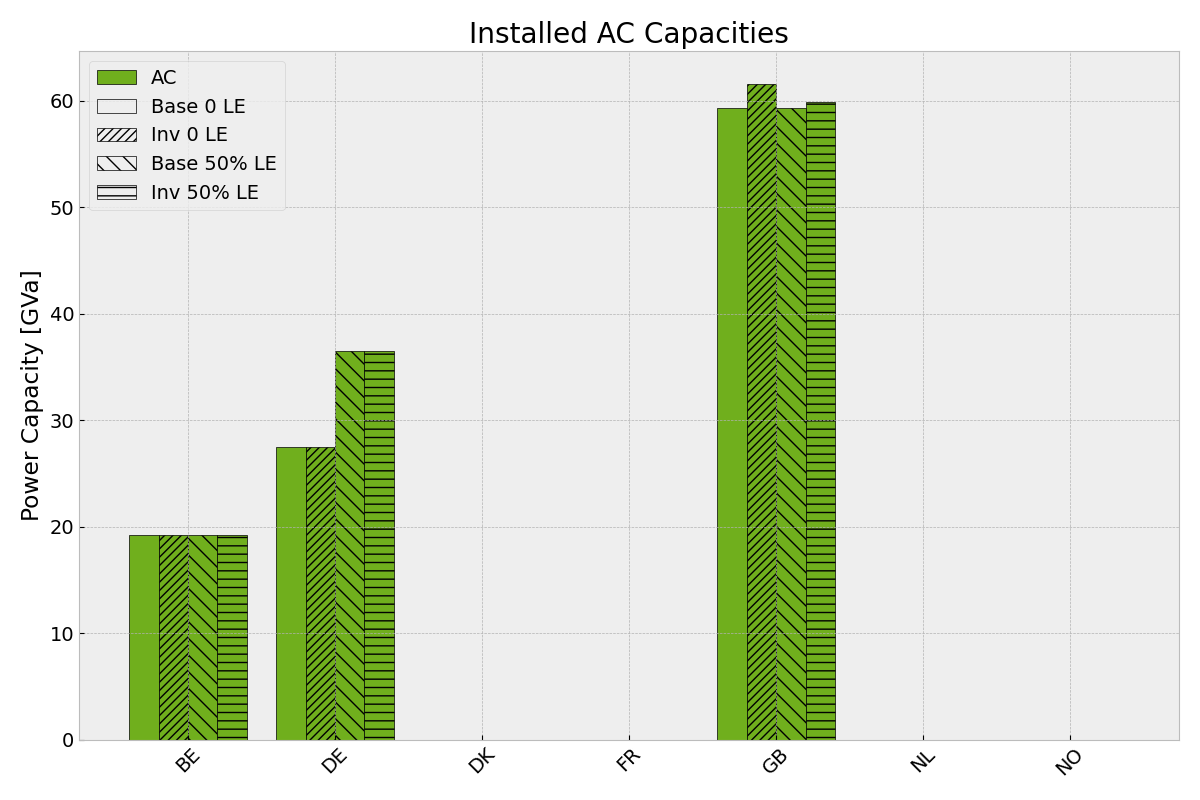 Installed AC Capacities
AC
Base 0 LE
Inv 0 LE
Base 50% LE
Inv 50% LE
Power Capacity [GVa]
60
50
40
30
20
10
0
BE DE DK FR GB NL NO